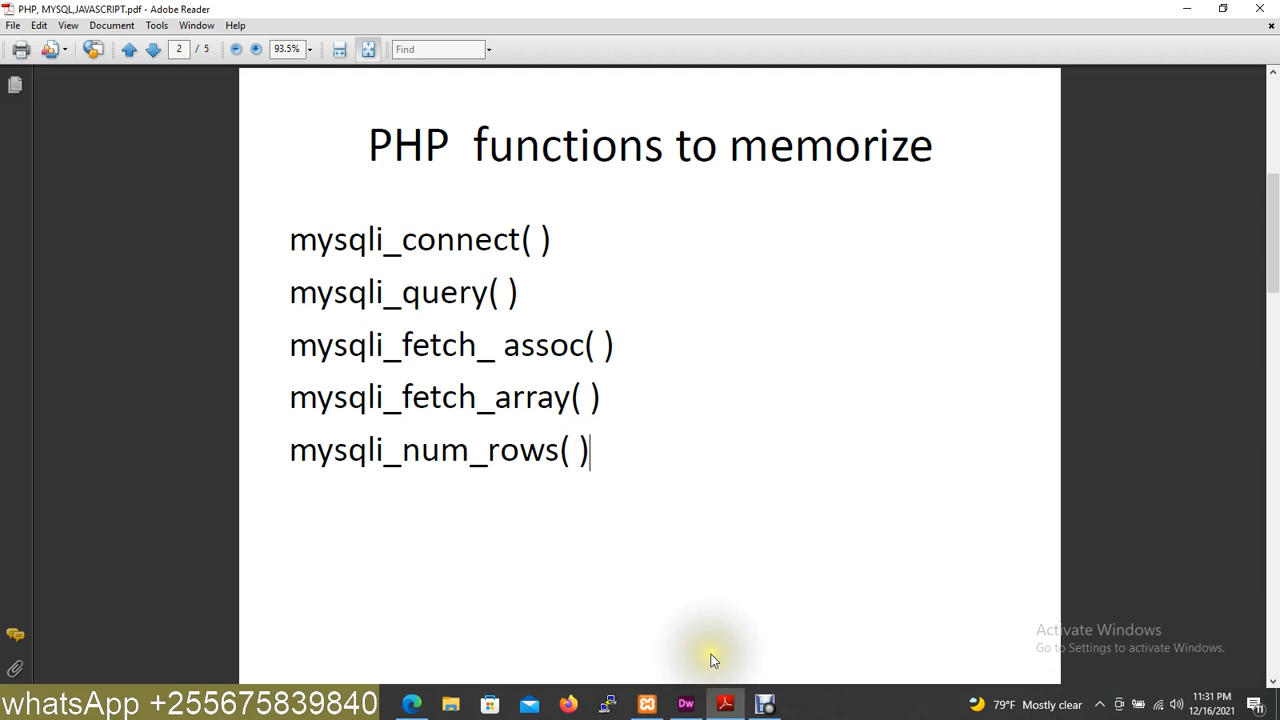 PHP, MYSQL,JAVASCRIPT.pdf - Adobe Reader
File Edit View Document Tools Window Help
2 / 5 93.5% Find
PHP functions to memorize
mysqli_connect( )
mysqli_query( )
mysqli_fetch_ assoc( )
mysqli_fetch_array( )
mysqli_num_rows( )
Activate Windows
Go to Settings to activate Windows.
whatsApp +255675839840
Dw
79°F Mostly clear
11:31 PM
12/16/2021
11